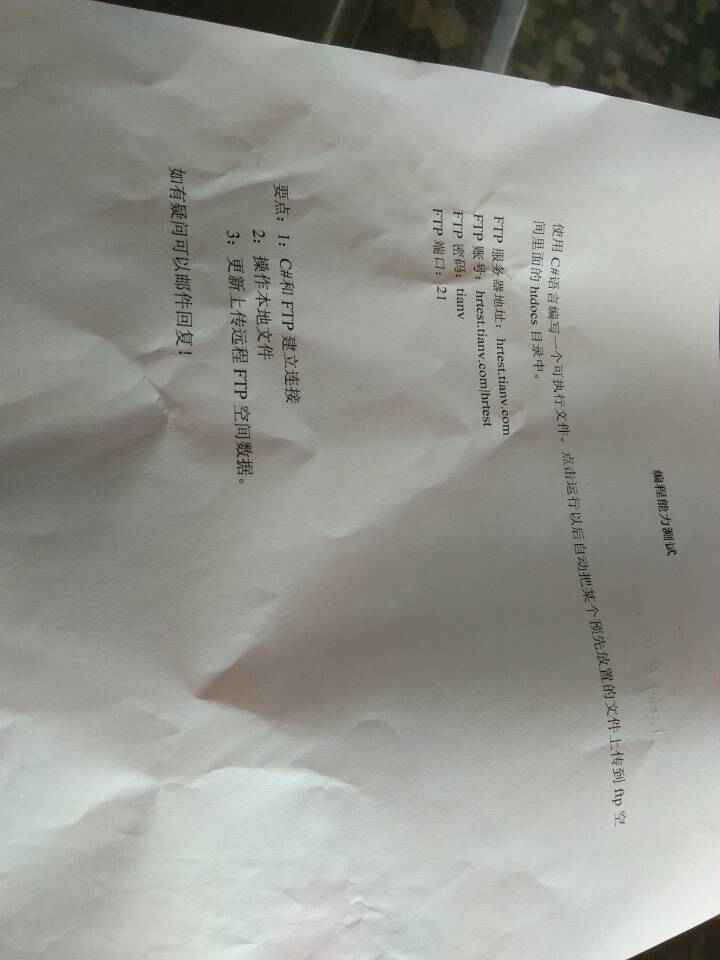 编程能力测试
使用 C#语言编写一个可执行文件。点击运行以后自动把某个预先放置的文件上传到 ftp 空
间里面的 htdocs 目录中。
FTP 服务器地址：hrtest.tianv.com
FTP 账号：hrtest.tianv.com|hrtest
FTP 密码：tianv
FTP 端口：21
要点：1：C#和 FTP 建立连接
2：操作本地文件
3：更新上传远程 FTP 空间数据。
如有疑问可以邮件回复！